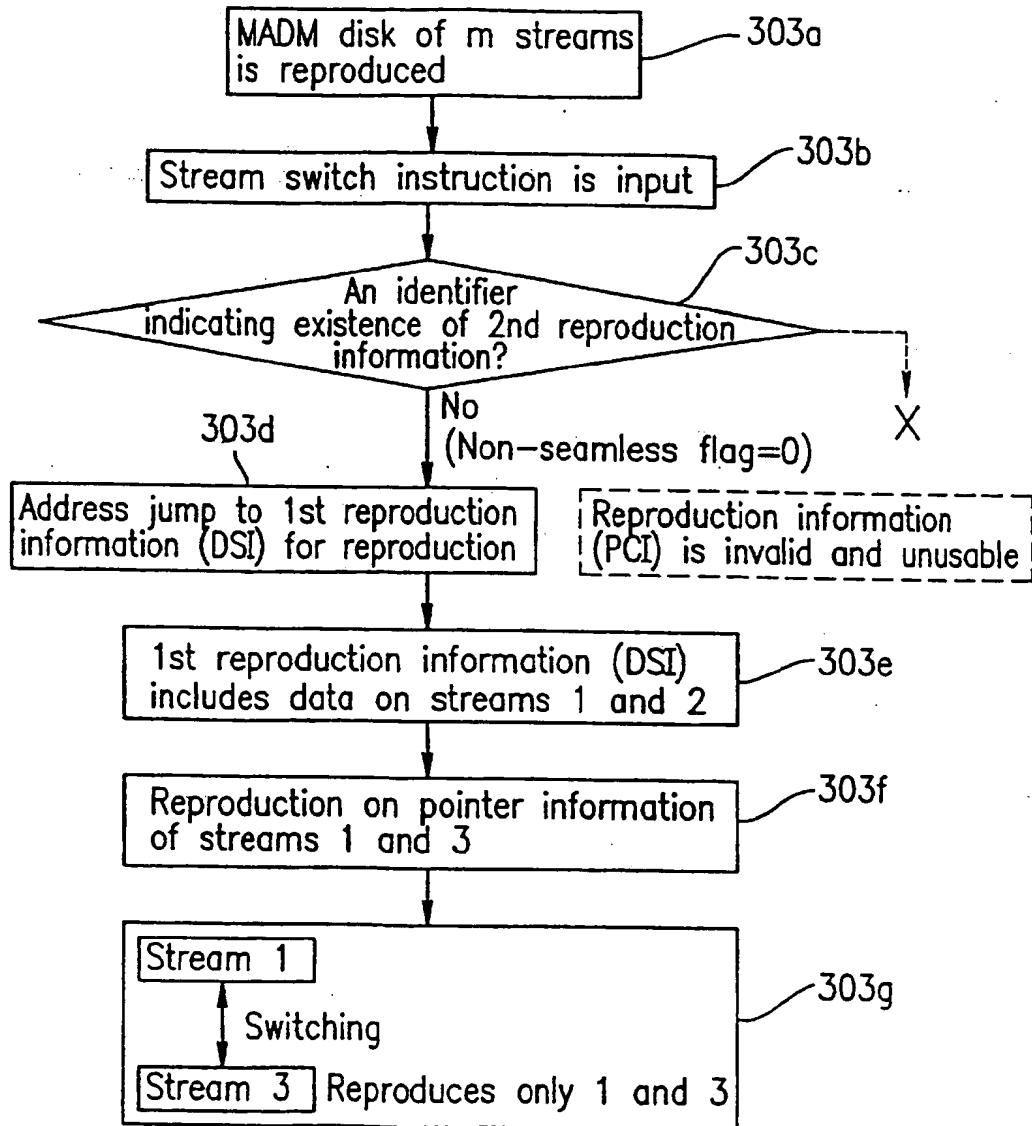 MADM disk of m streams
is reproduced
303a
Stream switch instruction is input
303b
303c
An identifier
indicating existence of 2nd reproduction
information?
No
(Non-seamless flag=0)
X
303d
Address jump to 1st reproduction
information (DSI) for reproduction
Reproduction information
(PCI) is invalid and unusable
1st reproduction information (DSI)
includes data on streams 1 and 2
303e
Reproduction on pointer information
of streams 1 and 3
303f
Stream 1
Switching
Stream 3
Reproduces only 1 and 3
303g